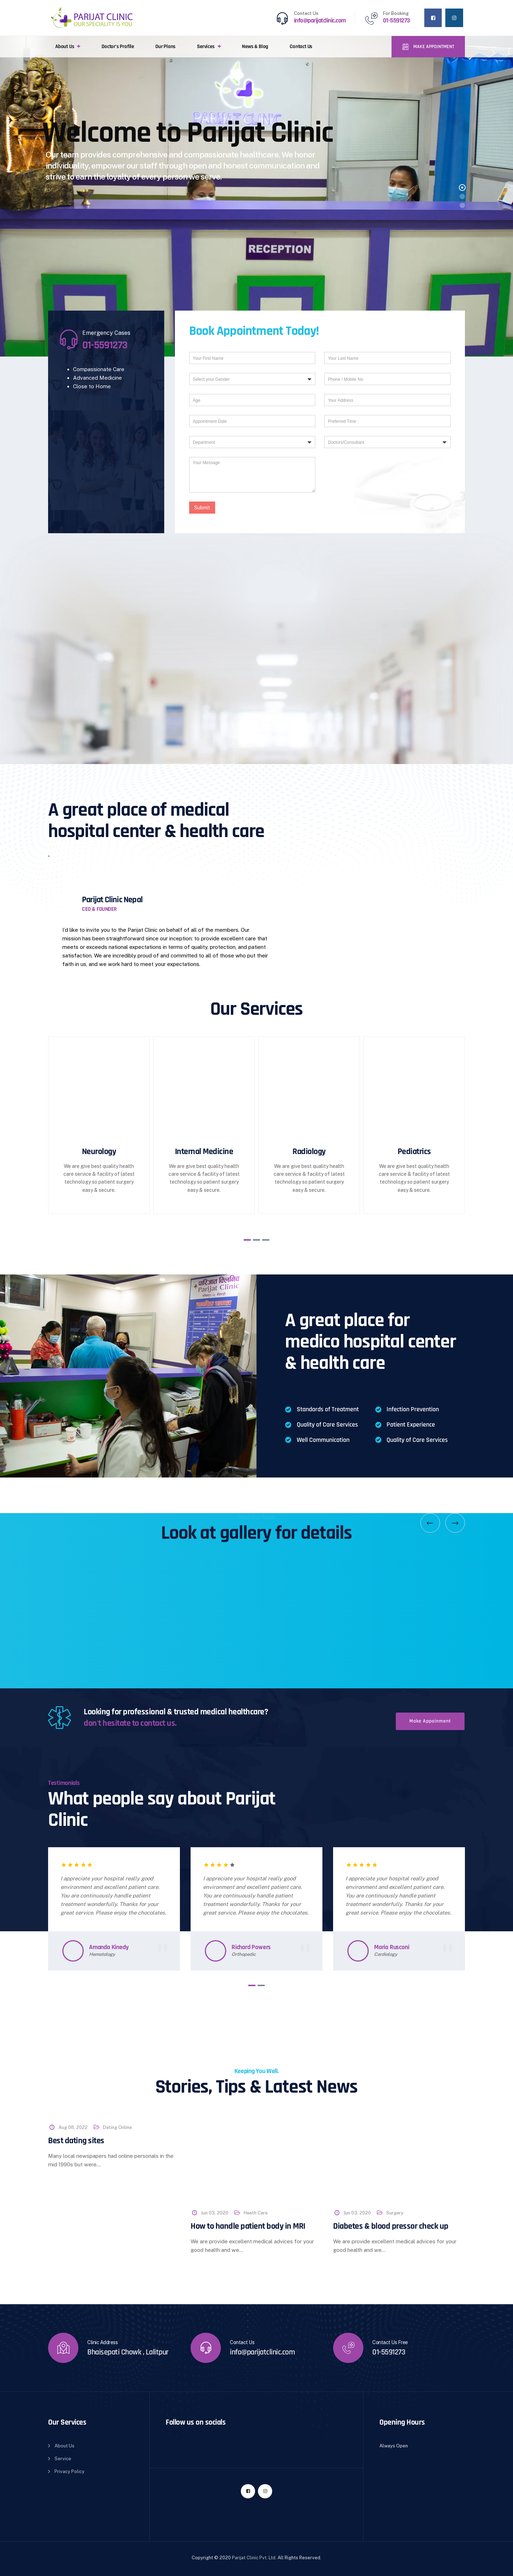 PARIJAT CLINIC
OUR SPECIALITY IS YOU
Contact Us
info@parijatclinic.com
For Booking
01-5591273
About Us +
Doctor's Profile
Our Plans
Services +
News & Blog
Contact Us
MAKE APPOINTMENT
Welcome to Parijat Clinic
Our team provides comprehensive and compassionate healthcare. We honor
individuality, empower our staff through open and honest communication and
strive to earn the loyalty of every person we serve.
RECEPTION
Emergency Cases
01-5591273
Compassionate Care
Advanced Medicine
Close to Home
Book Appointment Today!
Your First Name
Your Last Name
Select your Gender
Phone / Mobile No
Age
Your Address
Appointment Date
Preferred Time
Department
Doctors/Consultant
Your Message
Submit
A great place of medical
hospital center & health care
Parijat Clinic Nepal
CEO & FOUNDER
I'd like to invite you to the Parijat Clinic on behalf of all of the members. Our
mission has been straightforward since our inception: to provide excellent care that
meets or exceeds national expectations in terms of quality, protection, and patient
satisfaction. We are incredibly proud of and committed to all of those who put their
faith in us, and we work hard to meet your expectations.
Our Services
Neurology
We are give best quality health
care service & facility of latest
technology so patient surgery
easy & secure.
Internal Medicine
We are give best quality health
care service & facility of latest
technology so patient surgery
easy & secure.
Radiology
We are give best quality health
care service & facility of latest
technology so patient surgery
easy & secure.
Pediatrics
We are give best quality health
care service & facility of latest
technology so patient surgery
easy & secure.
Parijat Clinic
A great place for
medico hospital center
& health care
Standards of Treatment
Infection Prevention
Quality of Care Services
Patient Experience
Well Communication
Quality of Care Services
Look at gallery for details
Looking for professional & trusted medical healthcare?
don't hesitate to contact us.
Make Appoinment
Testimonials
What people say about Parijat
Clinic
I appreciate your hospital really good
environment and excellent patient care.
You are continuously handle patient
treatment wonderfully. Thanks for your
great service. Please enjoy the chocolates.
Amanda Kinedy
Hematology
I appreciate your hospital really good
environment and excellent patient care.
You are continuously handle patient
treatment wonderfully. Thanks for your
great service. Please enjoy the chocolates.
Richard Powers
Orthopedic
I appreciate your hospital really good
environment and excellent patient care.
You are continuously handle patient
treatment wonderfully. Thanks for your
great service. Please enjoy the chocolates.
Maria Rusconi
Cardiology
Keeping You Well.
Stories, Tips & Latest News
Aug 08, 2022
Dating Online
Best dating sites
Many local newspapers had online personals in the
mid 1990s but were...
Jun 03, 2020
Heath Care
How to handle patient body in MRI
We are provide excellent medical advices for your
good health and we...
Jun 03, 2020
Surgery
Diabetes & blood pressor check up
We are provide excellent medical advices for your
good health and we...
Clinic Address
Bhaisepati Chowk , Lalitpur
Contact Us
info@parijatclinic.com
Contact Us Free
01-5591273
Our Services
About Us
Service
Privacy Policy
Follow us on socials
Opening Hours
Always Open
Copyright © 2020 Parijat Clinic Pvt. Ltd. All Rights Reserved.